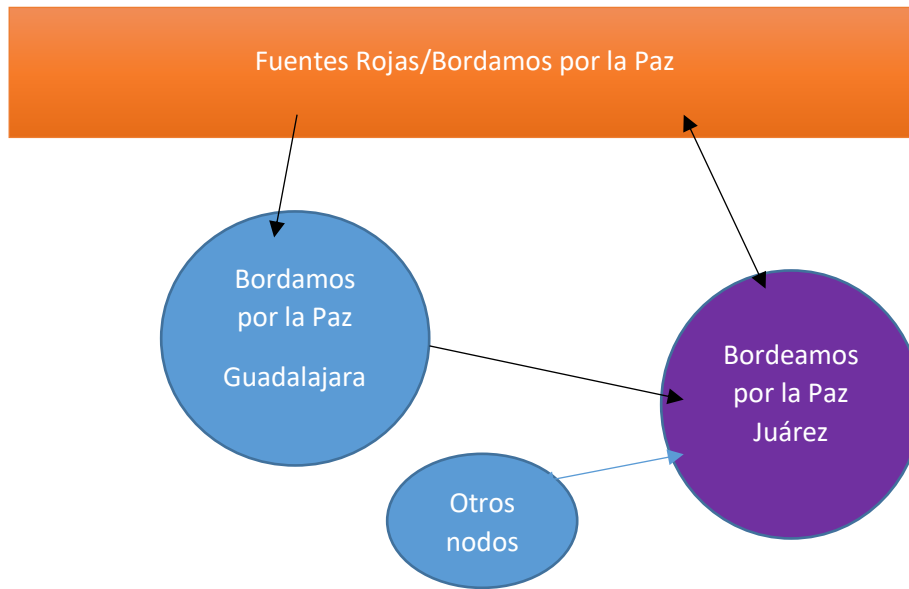 Fuentes Rojas/Bordamos por la Paz
Bordamos
por la Paz
Guadalajara
Bordeamos
por la Paz
Juárez
Otros
nodos